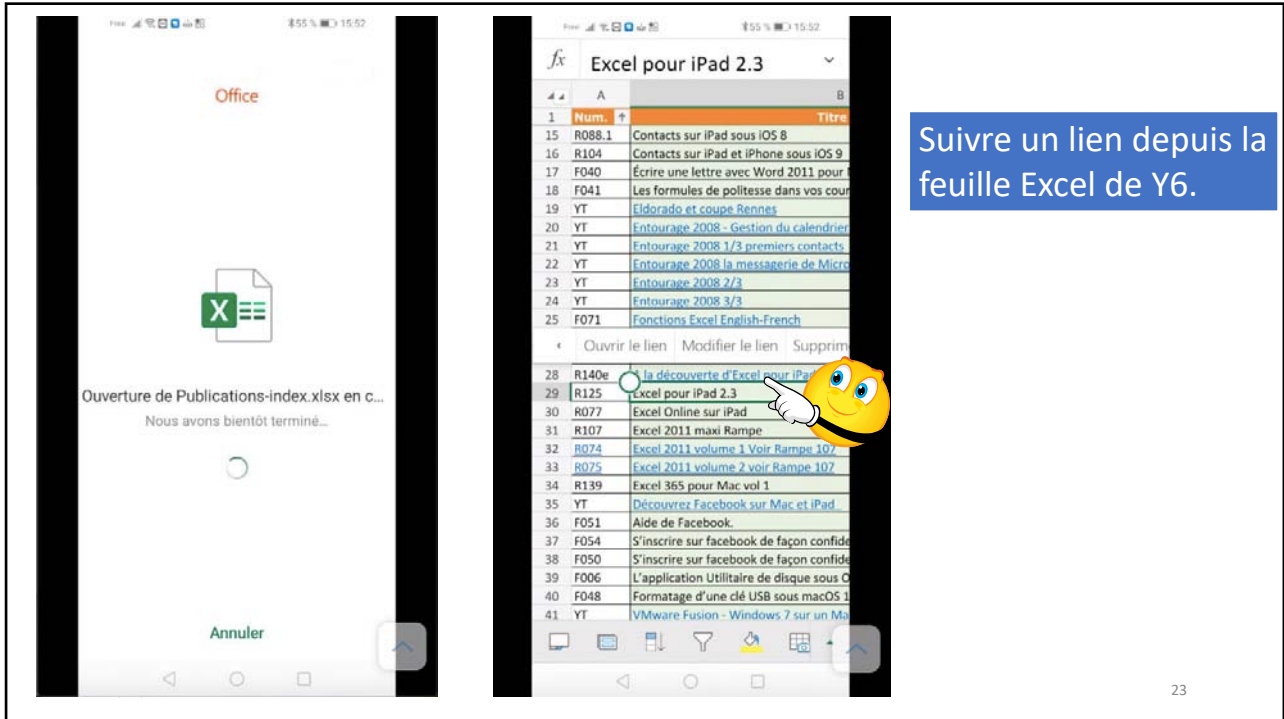 Free 55 % 15:52
Office
Ouverture de Publications-index.xlsx en c...
Nous avons bientôt terminé...
Annuler
Free 55 % 15:52
fx Excel pour iPad 2.3
A B
1 Num. Titre
15 R088.1 Contacts sur iPad sous iOS 8
16 R104 Contacts sur iPad et iPhone sous iOS 9
17 F040 Écrire une lettre avec Word 2011 pour
18 F041 Les formules de politesse dans vos cour
19 YT Eldorado et coupe Rennes
20 YT Entourage 2008 - Gestion du calendrier
21 YT Entourage 2008 1/3 premiers contacts
22 YT Entourage 2008 la messagerie de Micro
23 YT Entourage 2008 2/3
24 YT Entourage 2008 3/3
25 F071 Fonctions Excel English-French
Ouvrir le lien Modifier le lien Supprim
28 R140e la découverte d'Excel pour iPad
29 R125 Excel pour iPad 2.3
30 R077 Excel Online sur iPad
31 R107 Excel 2011 maxi Rampe
32 R074 Excel 2011 volume 1 Voir Rampe 107
33 R075 Excel 2011 volume 2 voir Rampe 107
34 R139 Excel 365 pour Mac vol 1
35 YT Découvrez Facebook sur Mac et iPad
36 F051 Aide de Facebook.
37 F054 S'inscrire sur facebook de façon confide
38 F050 S'inscrire sur facebook de façon confide
39 F006 L'application Utilitaire de disque sous O
40 F048 Formatage d'une clé USB sous macOS 1
41 YT VMware Fusion - Windows 7 sur un Ma
Suivre un lien depuis la
feuille Excel de Y6.
23